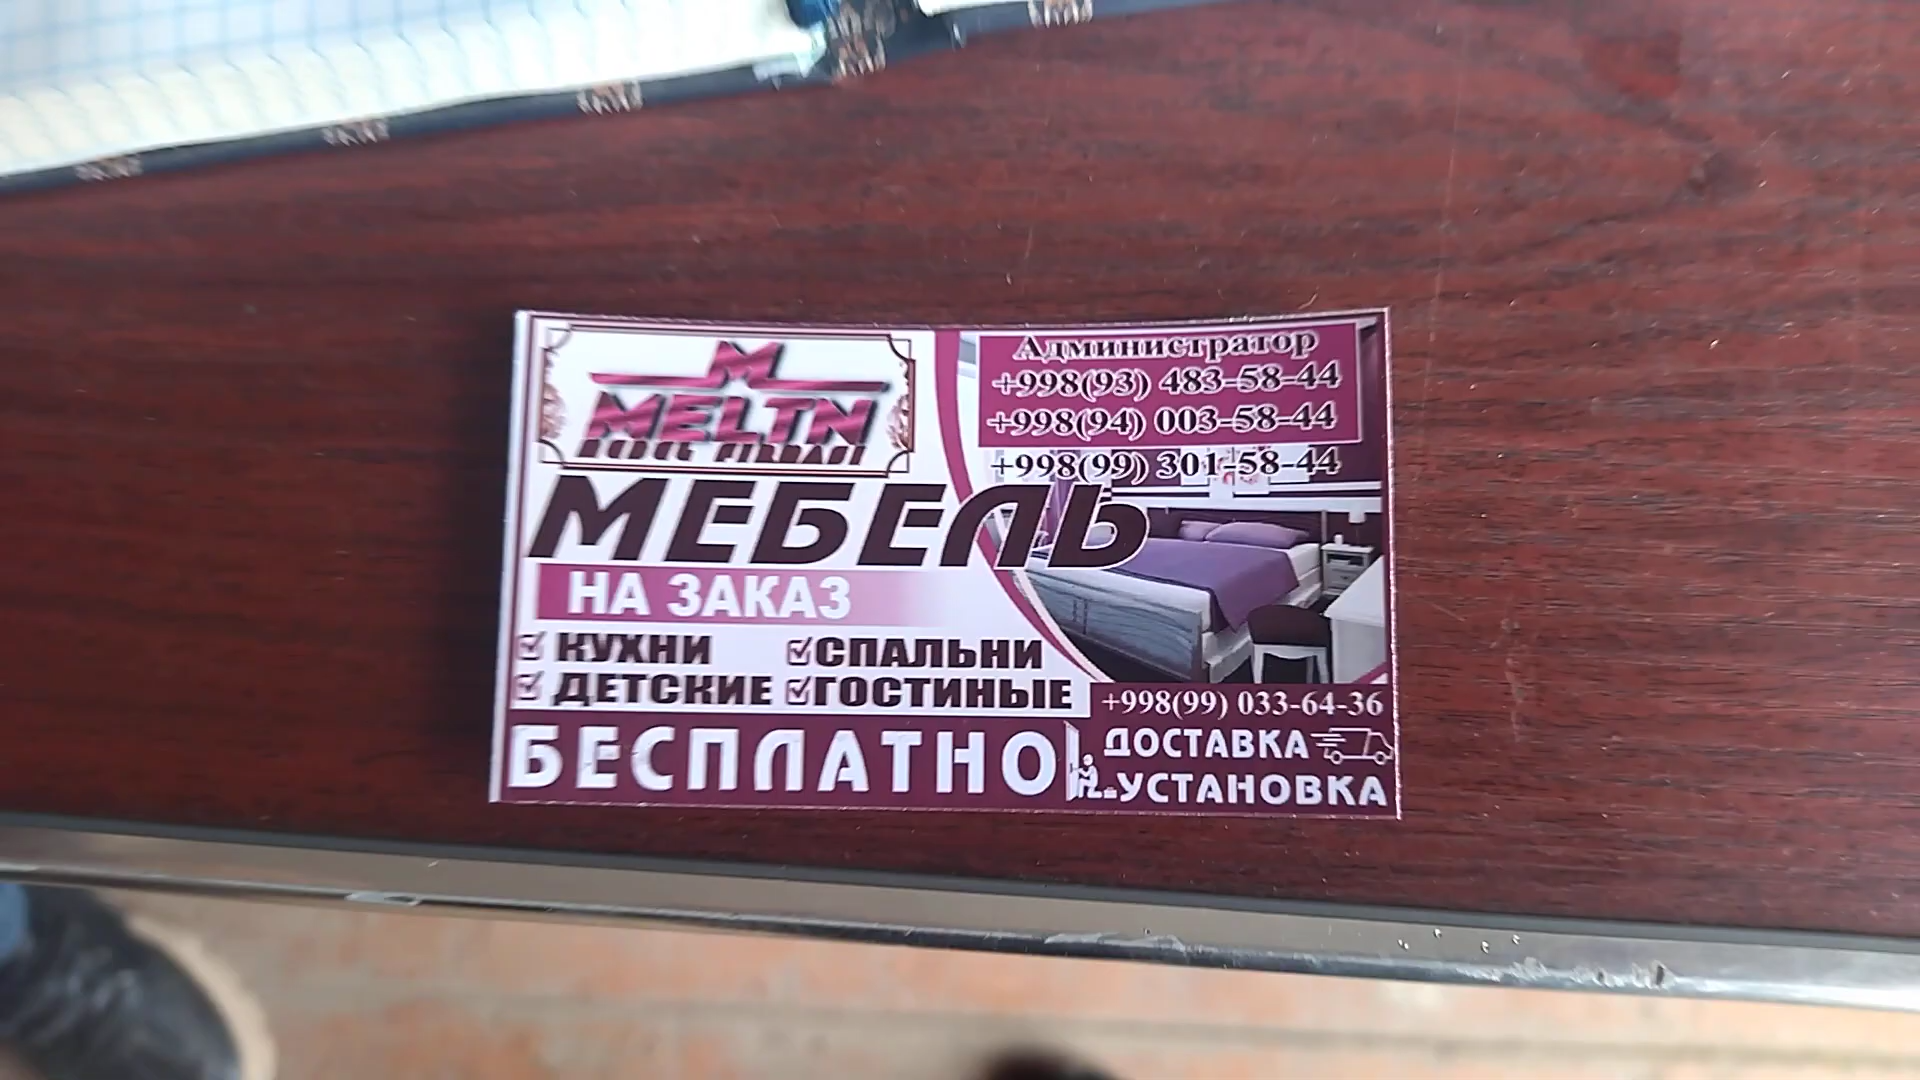 M
MELTN
Администратор
+998(93) 483-58-44
+998(94) 003-58-44
+998(99) 301-58-44
МЕБЕЛЬ
НА ЗАКАЗ
КУХНИ
СПАЛЬНИ
ДЕТСКИЕ
ГОСТИНЫЕ
+998(99) 033-64-36
БЕСПЛАТНО
ДОСТАВКА
УСТАНОВКА